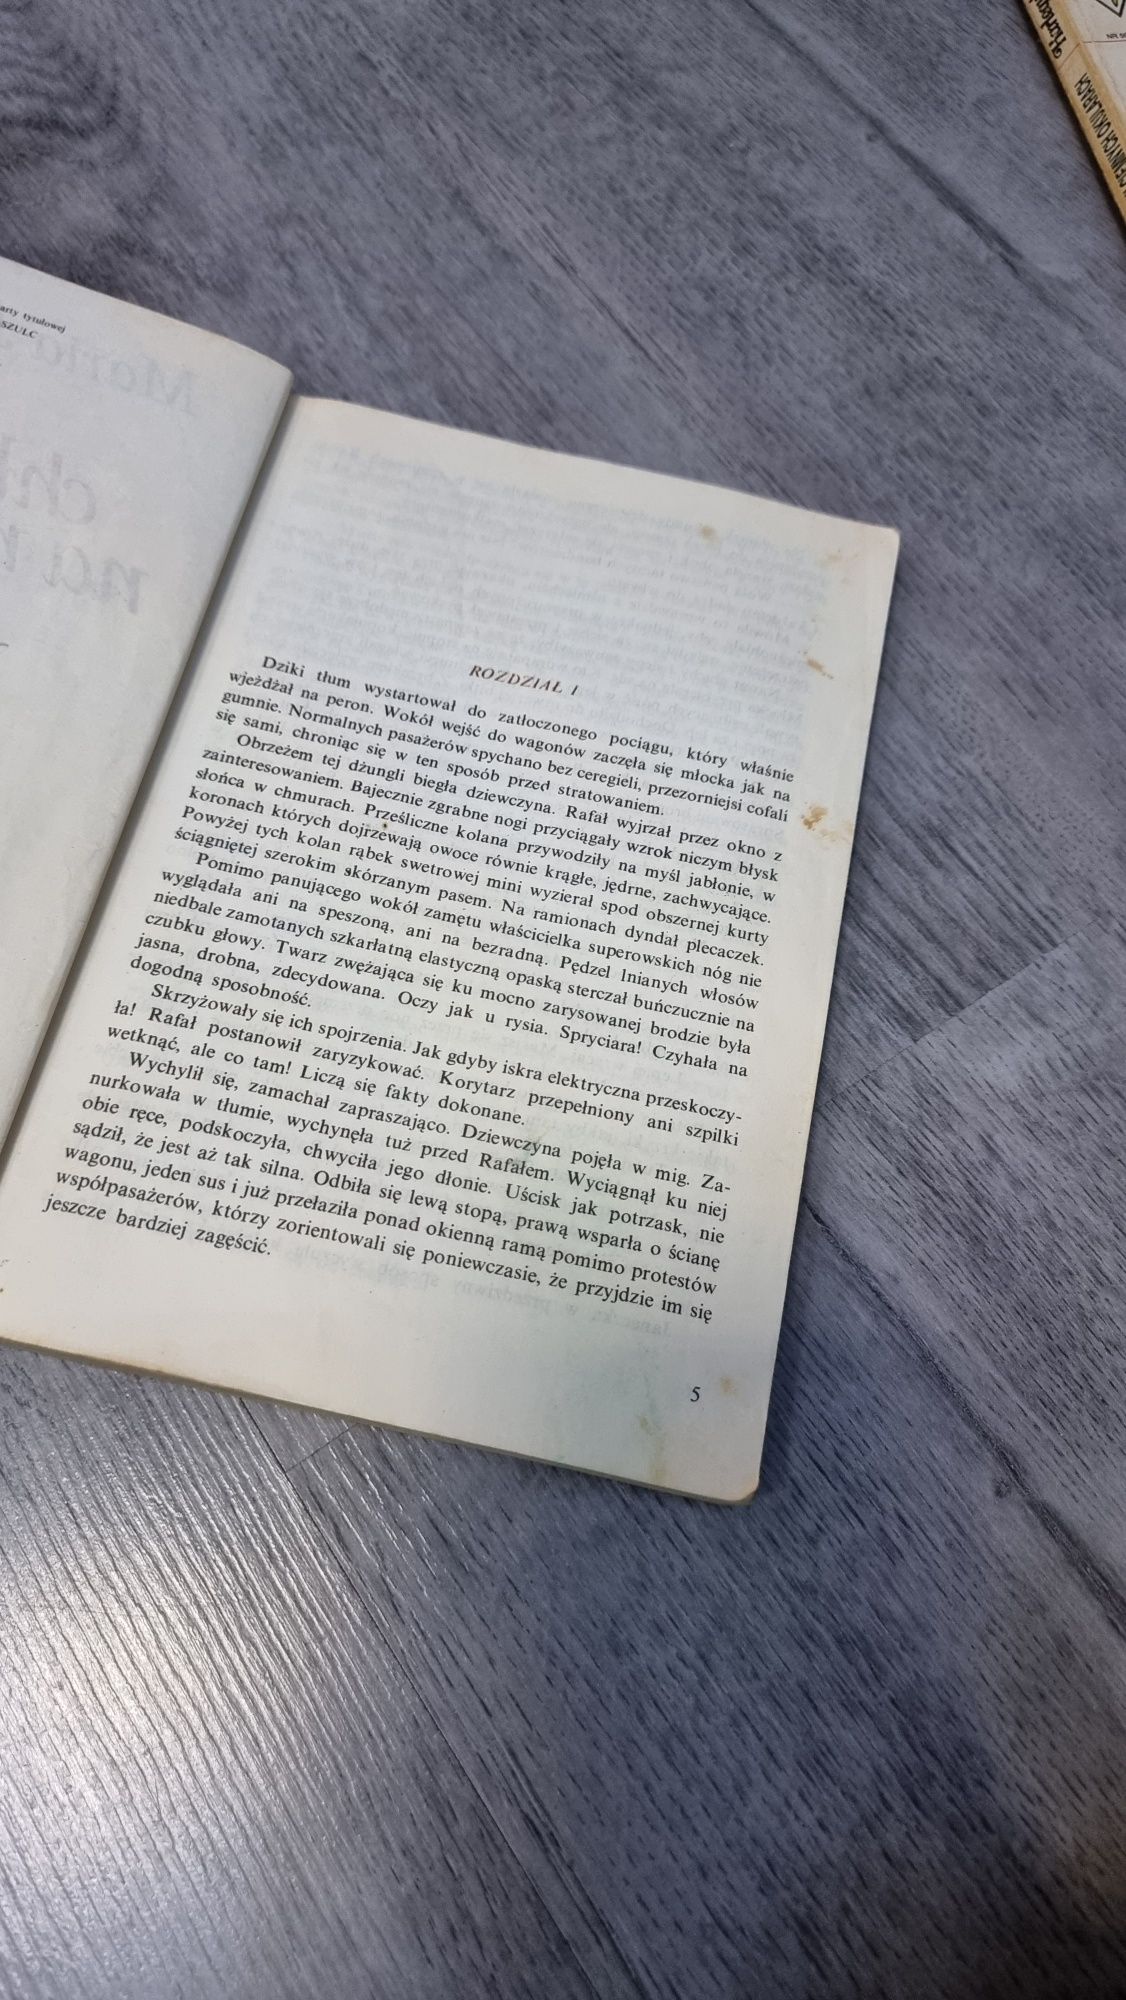 arty tytułowej
SZULC
ROZDZIAŁ I
Dziki tłum wystartował do zatłoczonego pociągu, który właśnie
wjeżdżał na peron. Wokół wejść do wagonów zaczęła się młocka jak na
gumnie. Normalnych pasażerów spychano bez ceregieli, przezorniejsi cofali
się sami, chroniąc się w ten sposób przed stratowaniem.
Obrzeżem tej dżungli biegła dziewczyna. Rafał wyjrzał przez okno z
zainteresowaniem. Bajecznie zgrabne nogi przyciągały wzrok niczym błysk
słońca w chmurach. Prześliczne kolana przywodziły na myśl jabłonie, w
koronach których dojrzewają owoce równie krągłe, jędrne, zachwycające.
Powyżej tych kolan rąbek swetrowej mini wyzierał spod obszernej kurty
ściągniętej szerokim skórzanym pasem. Na ramionach dyndał plecaczek.
Pomimo panującego wokół zamętu właścicielka superowskich nóg nie
wyglądała ani na speszoną, ani na bezradną. Pędzel lnianych włosów
niedbale zamotanych szkarłatną elastyczną opaską sterczał buńczucznie na
czubku głowy. Twarz zwężająca się ku mocno zarysowanej brodzie była
jasna, drobna, zdecydowana. Oczy jak u rysia. Spryciara! Czyhała na
dogodną sposobność.
Skrzyżowały się ich spojrzenia. Jak gdyby iskra elektryczna przeskoczy-
ła! Rafał postanowił zaryzykować. Korytarz przepełniony ani szpilki
wetknąć, ale co tam! Liczą się fakty dokonane.
Wychylił się, zamachał zapraszająco. Dziewczyna pojęła w mig. Za-
nurkowała w tłumie, wychynęła tuż przed Rafałem. Wyciągnął ku niej
obie ręce, podskoczyła, chwyciła jego dłonie. Uścisk jak potrzask, nie
sądził, że jest aż tak silna. Odbiła się lewą stopą, prawą wsparła o ścianę
wagonu, jeden sus i już przełaziła ponad okienną ramą pomimo protestów
współpasażerów, którzy zorientowali się poniewczasie, że przyjdzie im się
jeszcze bardziej zagęścić.
5
CIEMNYCH OKULARACH